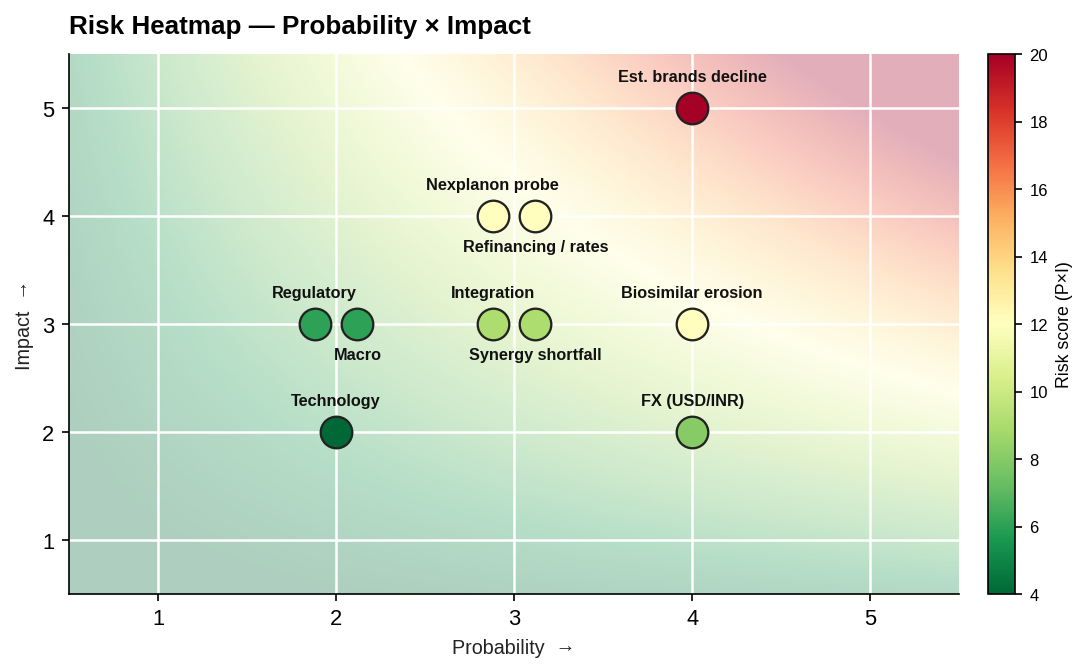 Risk Heatmap — Probability × Impact
Est. brands decline
Nexplanon probe
Refinancing / rates
Regulatory
Integration
Biosimilar erosion
Macro
Synergy shortfall
Technology
FX (USD/INR)
5
4
3
2
1
Impact →
1
2
3
4
5
Probability →
20
18
16
14
12
10
8
6
4
Risk score (P×I)